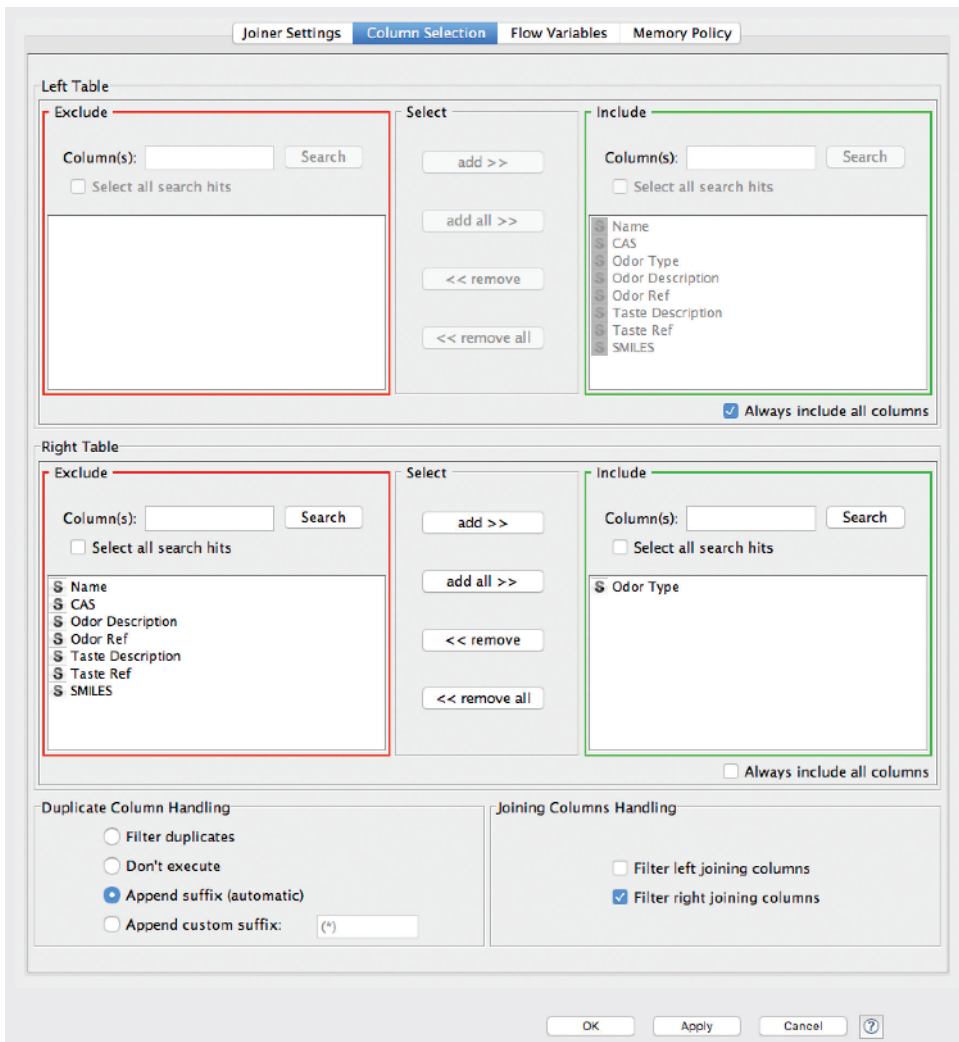 Joiner Settings Column Selection Flow Variables Memory Policy
Left Table
Exclude
Column(s): Search
Select all search hits
Select
add >>
add all >>
<< remove
<< remove all
Include
Column(s): Search
Select all search hits
S Name
S CAS
S Odor Type
S Odor Description
S Odor Ref
S Taste Description
S Taste Ref
S SMILES
Always include all columns
Right Table
Exclude
Column(s): Search
Select all search hits
S Name
S CAS
S Odor Description
S Odor Ref
S Taste Description
S Taste Ref
S SMILES
Select
add >>
add all >>
<< remove
<< remove all
Include
Column(s): Search
Select all search hits
S Odor Type
Always include all columns
Duplicate Column Handling
Filter duplicates
Don't execute
Append suffix (automatic)
Append custom suffix: (*)
Joining Columns Handling
Filter left joining columns
Filter right joining columns
OK Apply Cancel ?